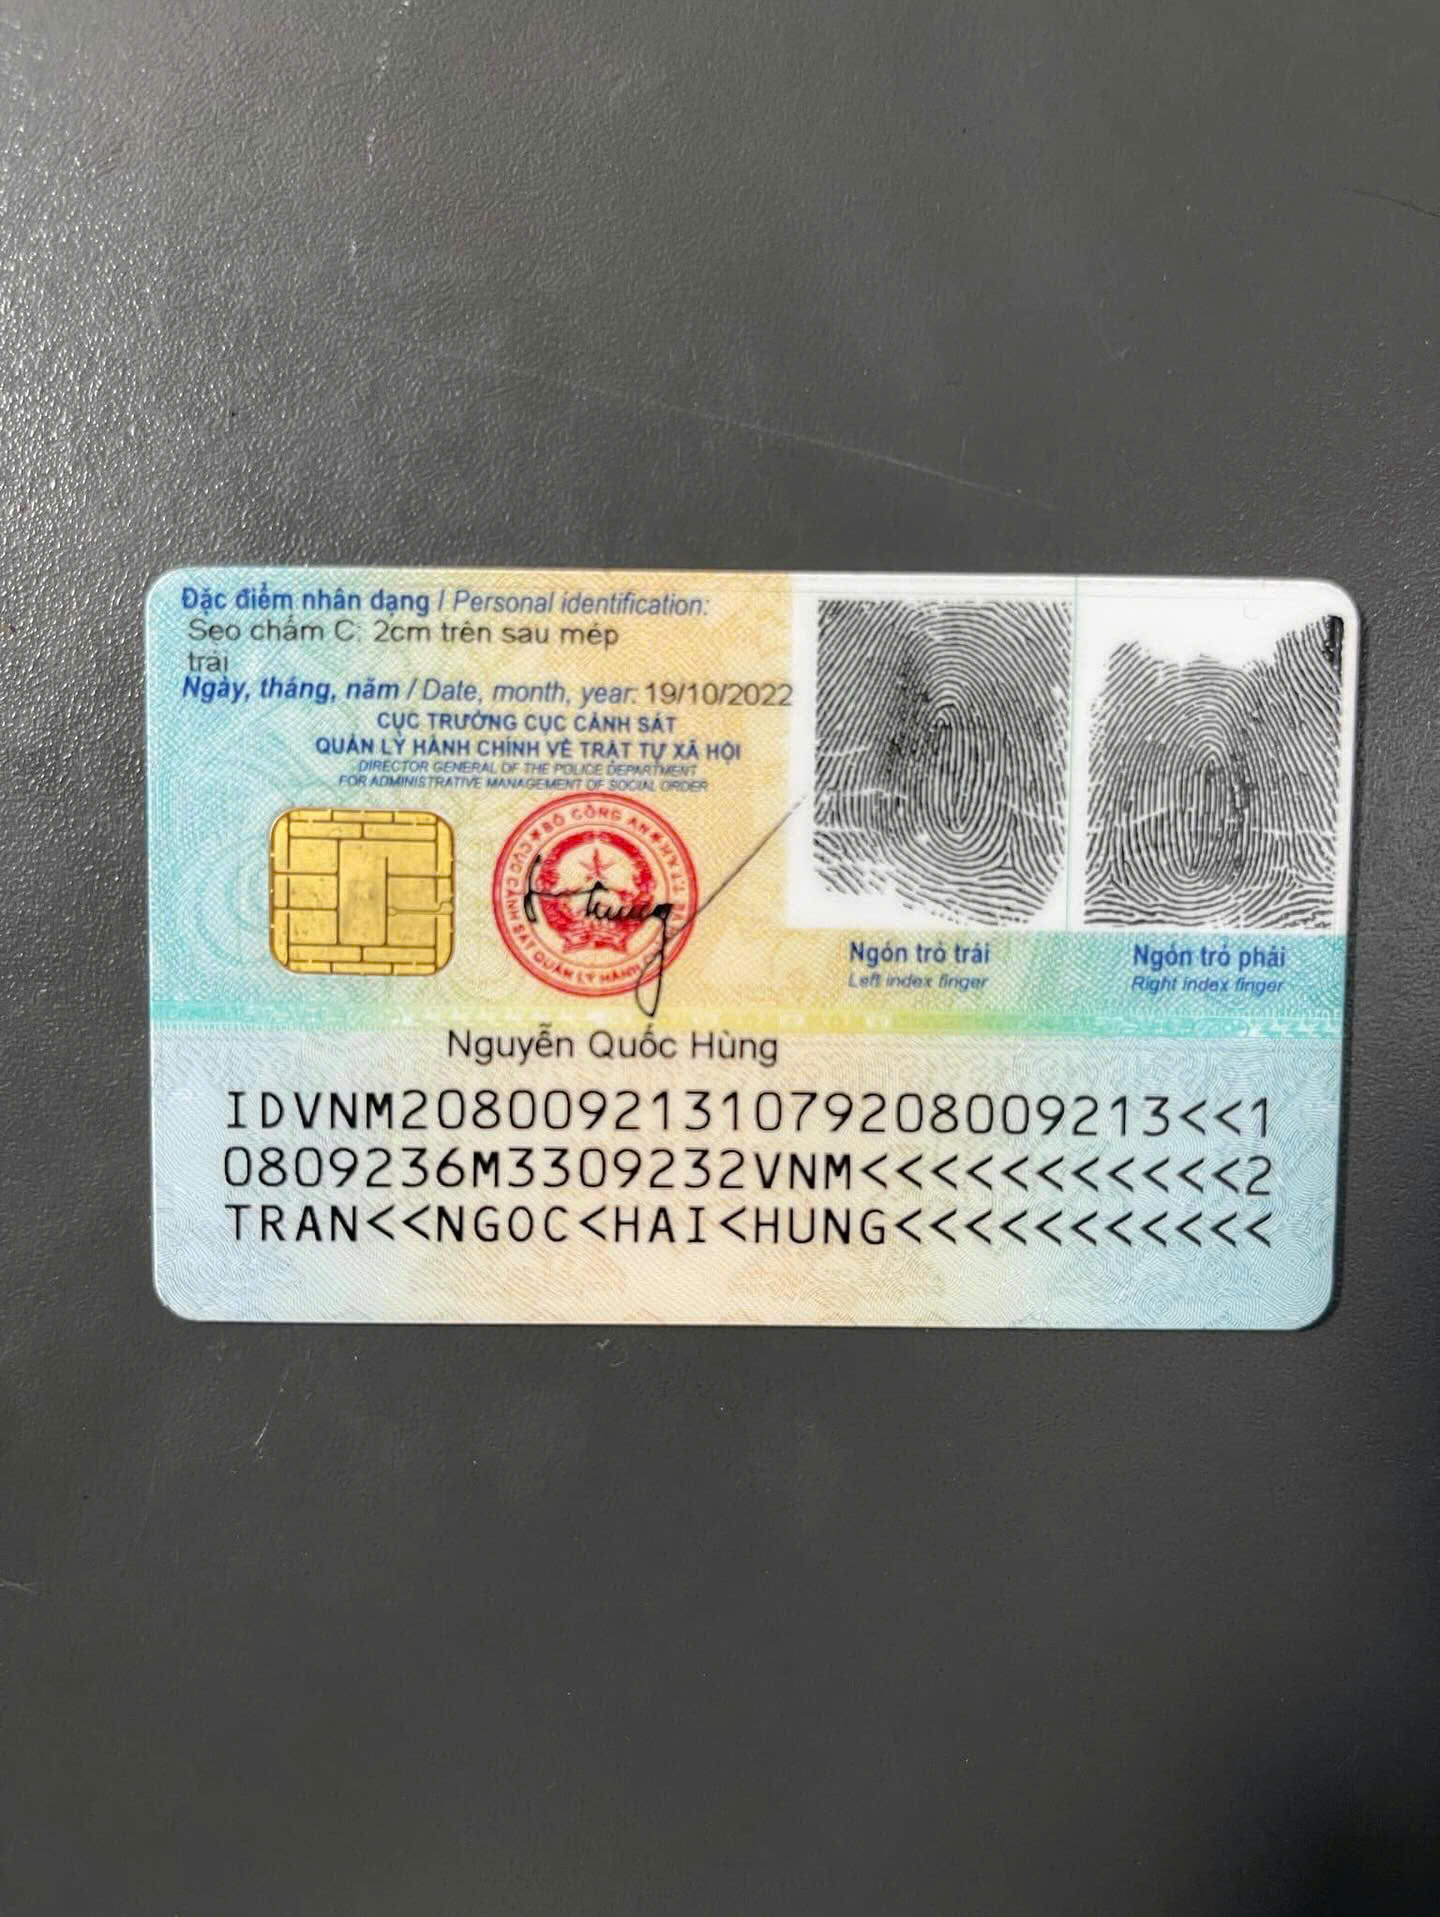 Đặc điểm nhân dạng / Personal identification:
Sẹo chấm C: 2cm trên sau mép
trái
Ngày, tháng, năm / Date, month, year: 19/10/2022
CỤC TRƯỞNG CỤC CẢNH SÁT
QUẢN LÝ HÀNH CHÍNH VỀ TRẬT TỰ XÃ HỘI
DIRECTOR GENERAL OF THE POLICE DEPARTMENT
FOR ADMINISTRATIVE MANAGEMENT OF SOCIAL ORDER
BỘ CÔNG AN
CỤC CẢNH SÁT QUẢN LÝ HÀNH
Ngón trỏ trái
Left index finger
Ngón trỏ phải
Right index finger
Nguyễn Quốc Hùng
IDVNM2080092131079208009213<<1
0809236M3309232VNM<<<<<<<<<<<2
TRAN<<NGOC<HAI<HUNG<<<<<<<<<<<